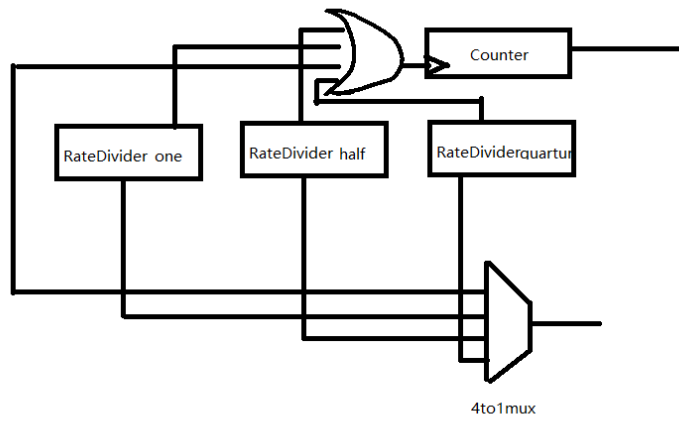 Counter
RateDivider one
RateDivider half
RateDividerquartur
4to1mux